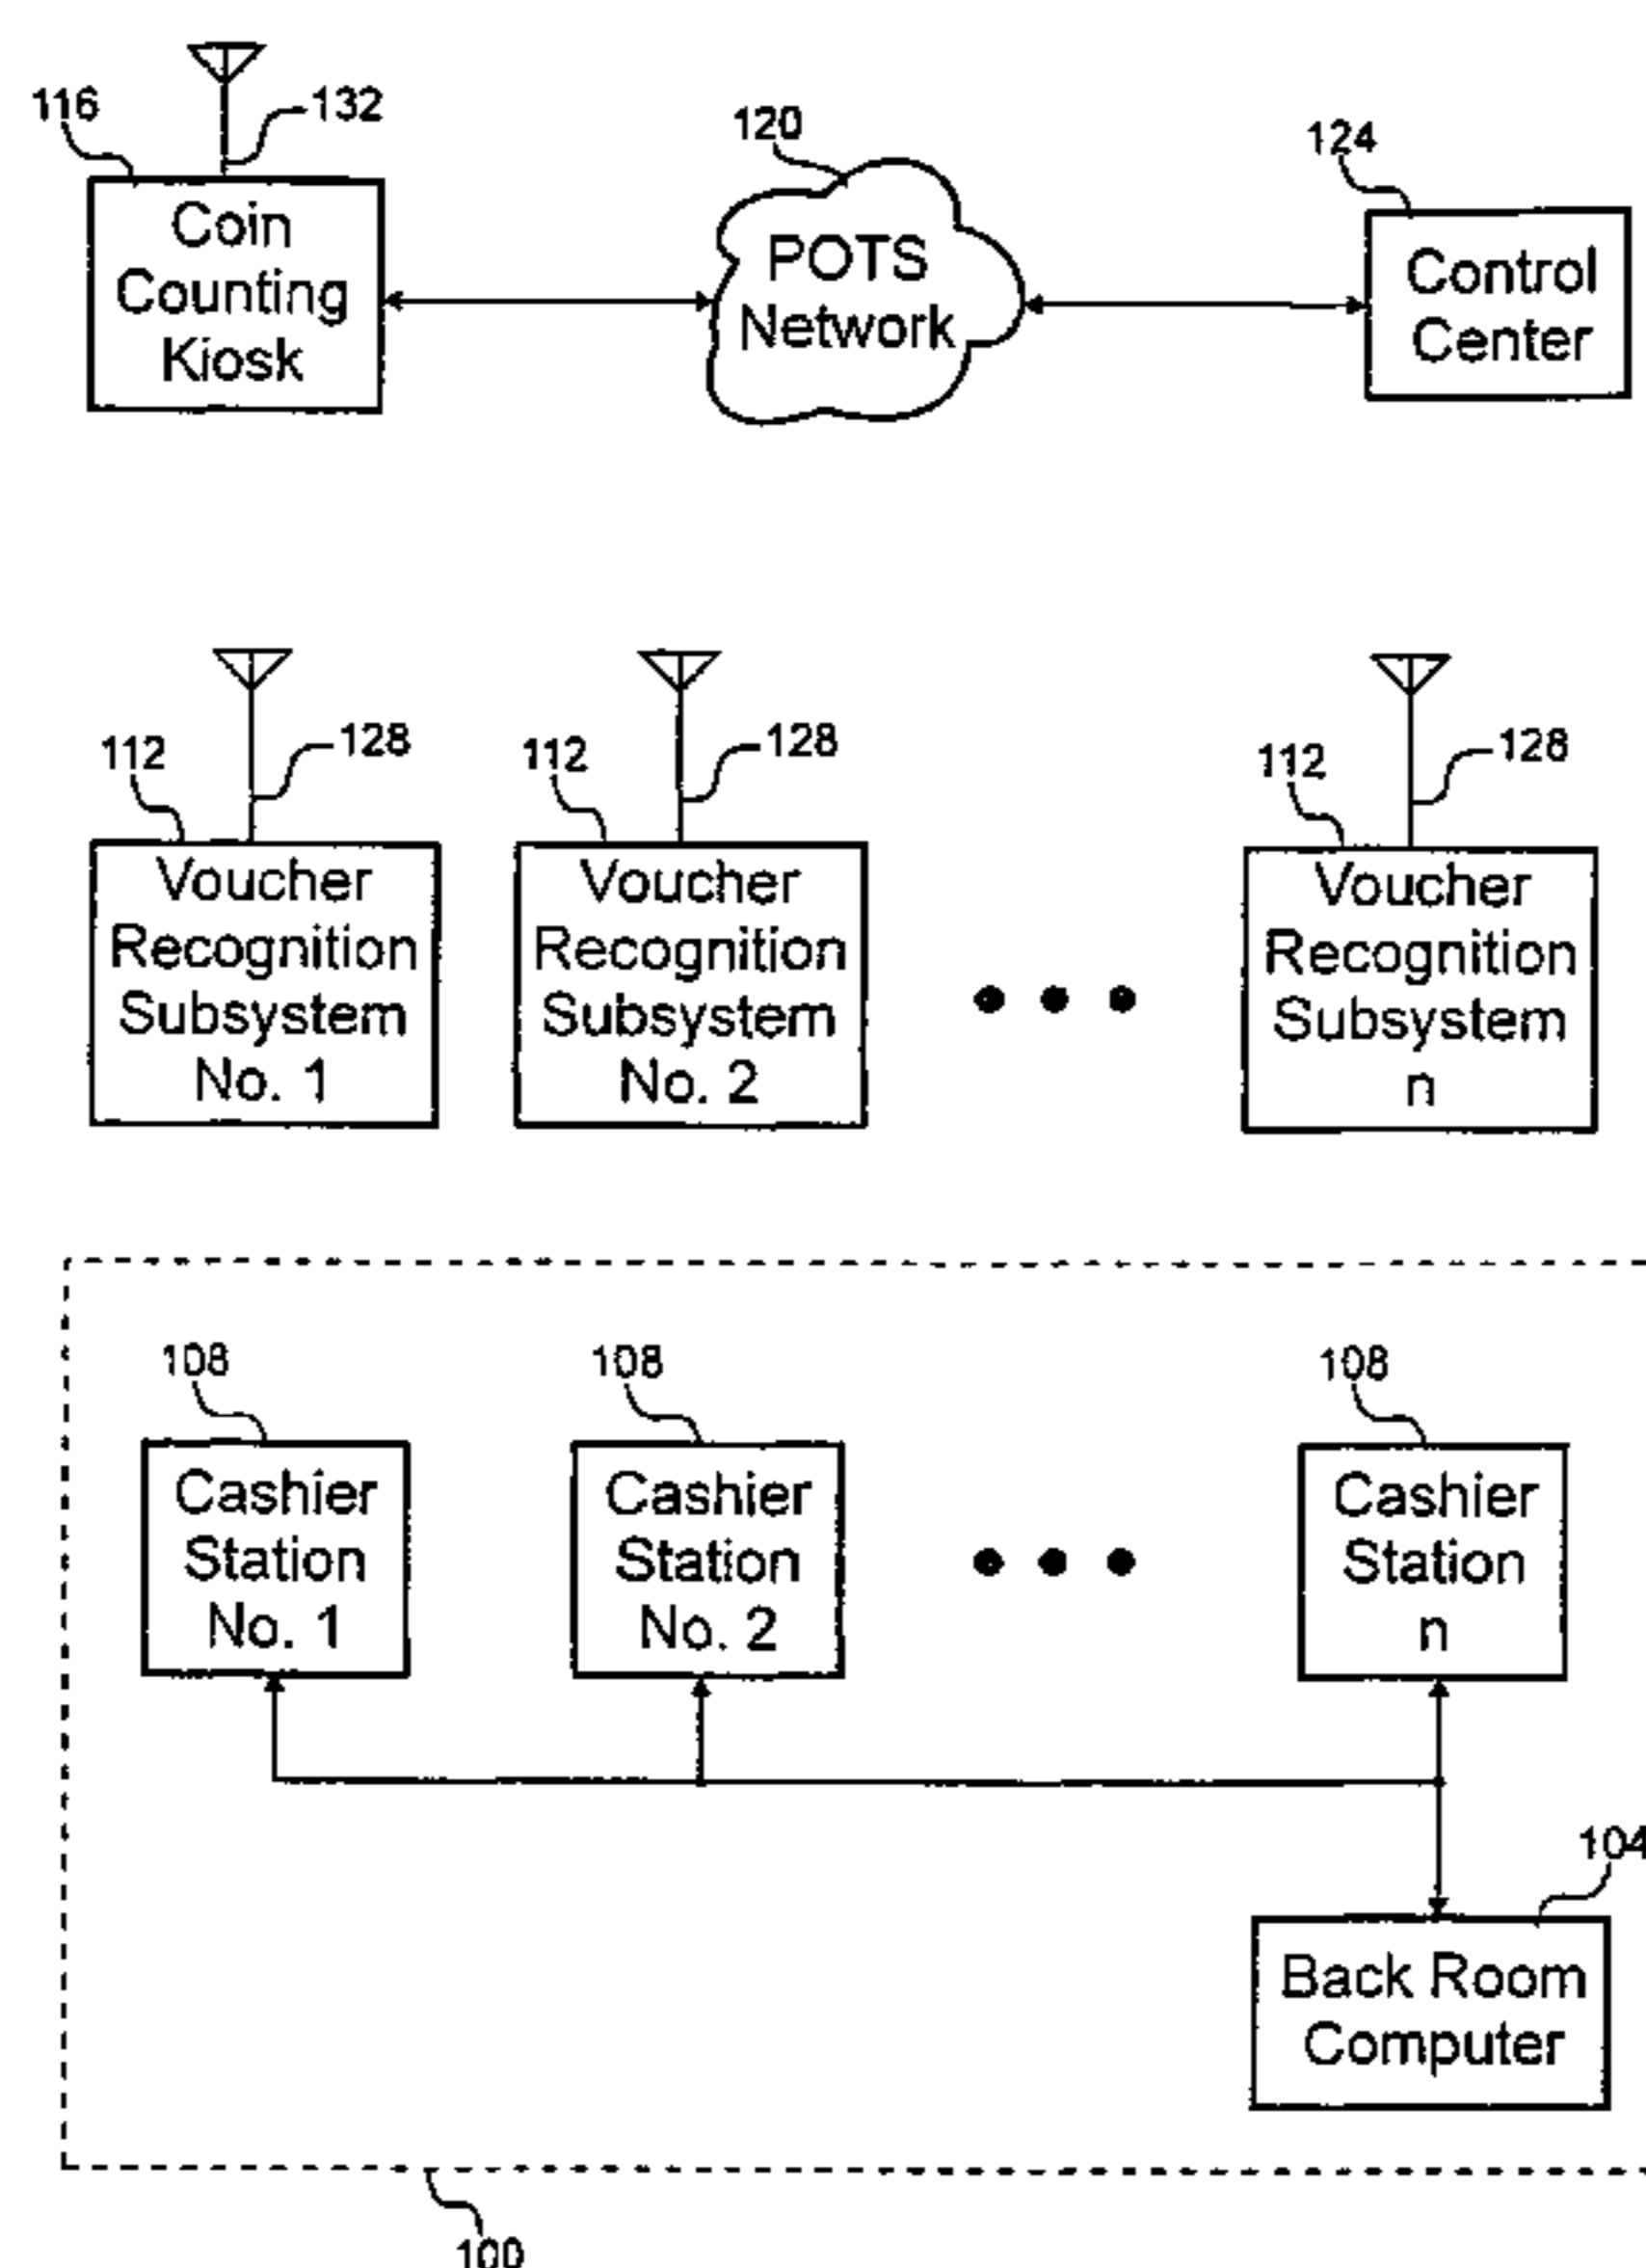 116
132
120
124
Coin
Counting
Kiosk
POTS
Network
Control
Center
112
128
112
128
112
128
Voucher
Recognition
Subsystem
No. 1
Voucher
Recognition
Subsystem
No. 2
Voucher
Recognition
Subsystem
n
108
108
108
Cashier
Station
No. 1
Cashier
Station
No. 2
Cashier
Station
n
104
Back Room
Computer
100